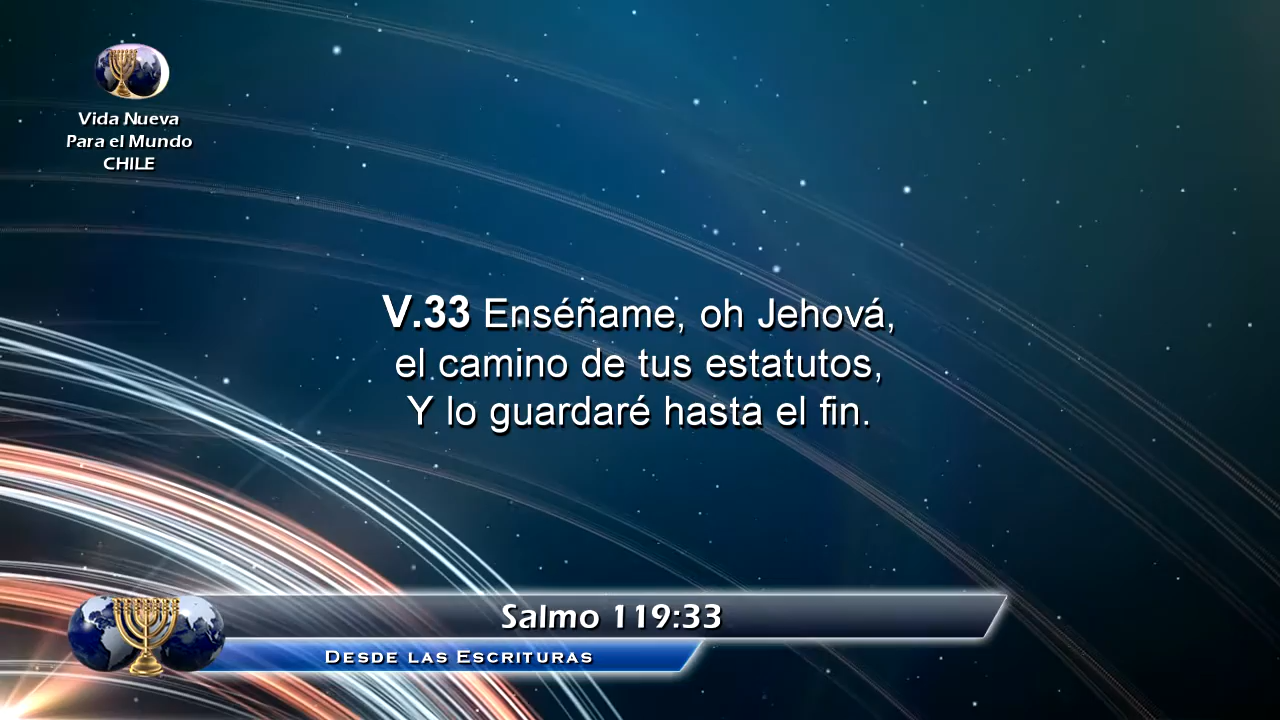 Vida Nueva
Para el Mundo
CHILE
V.33 Enséñame, oh Jehová,
el camino de tus estatutos,
Y lo guardaré hasta el fin.
Salmo 119:33
DESDE LAS ESCRITURAS